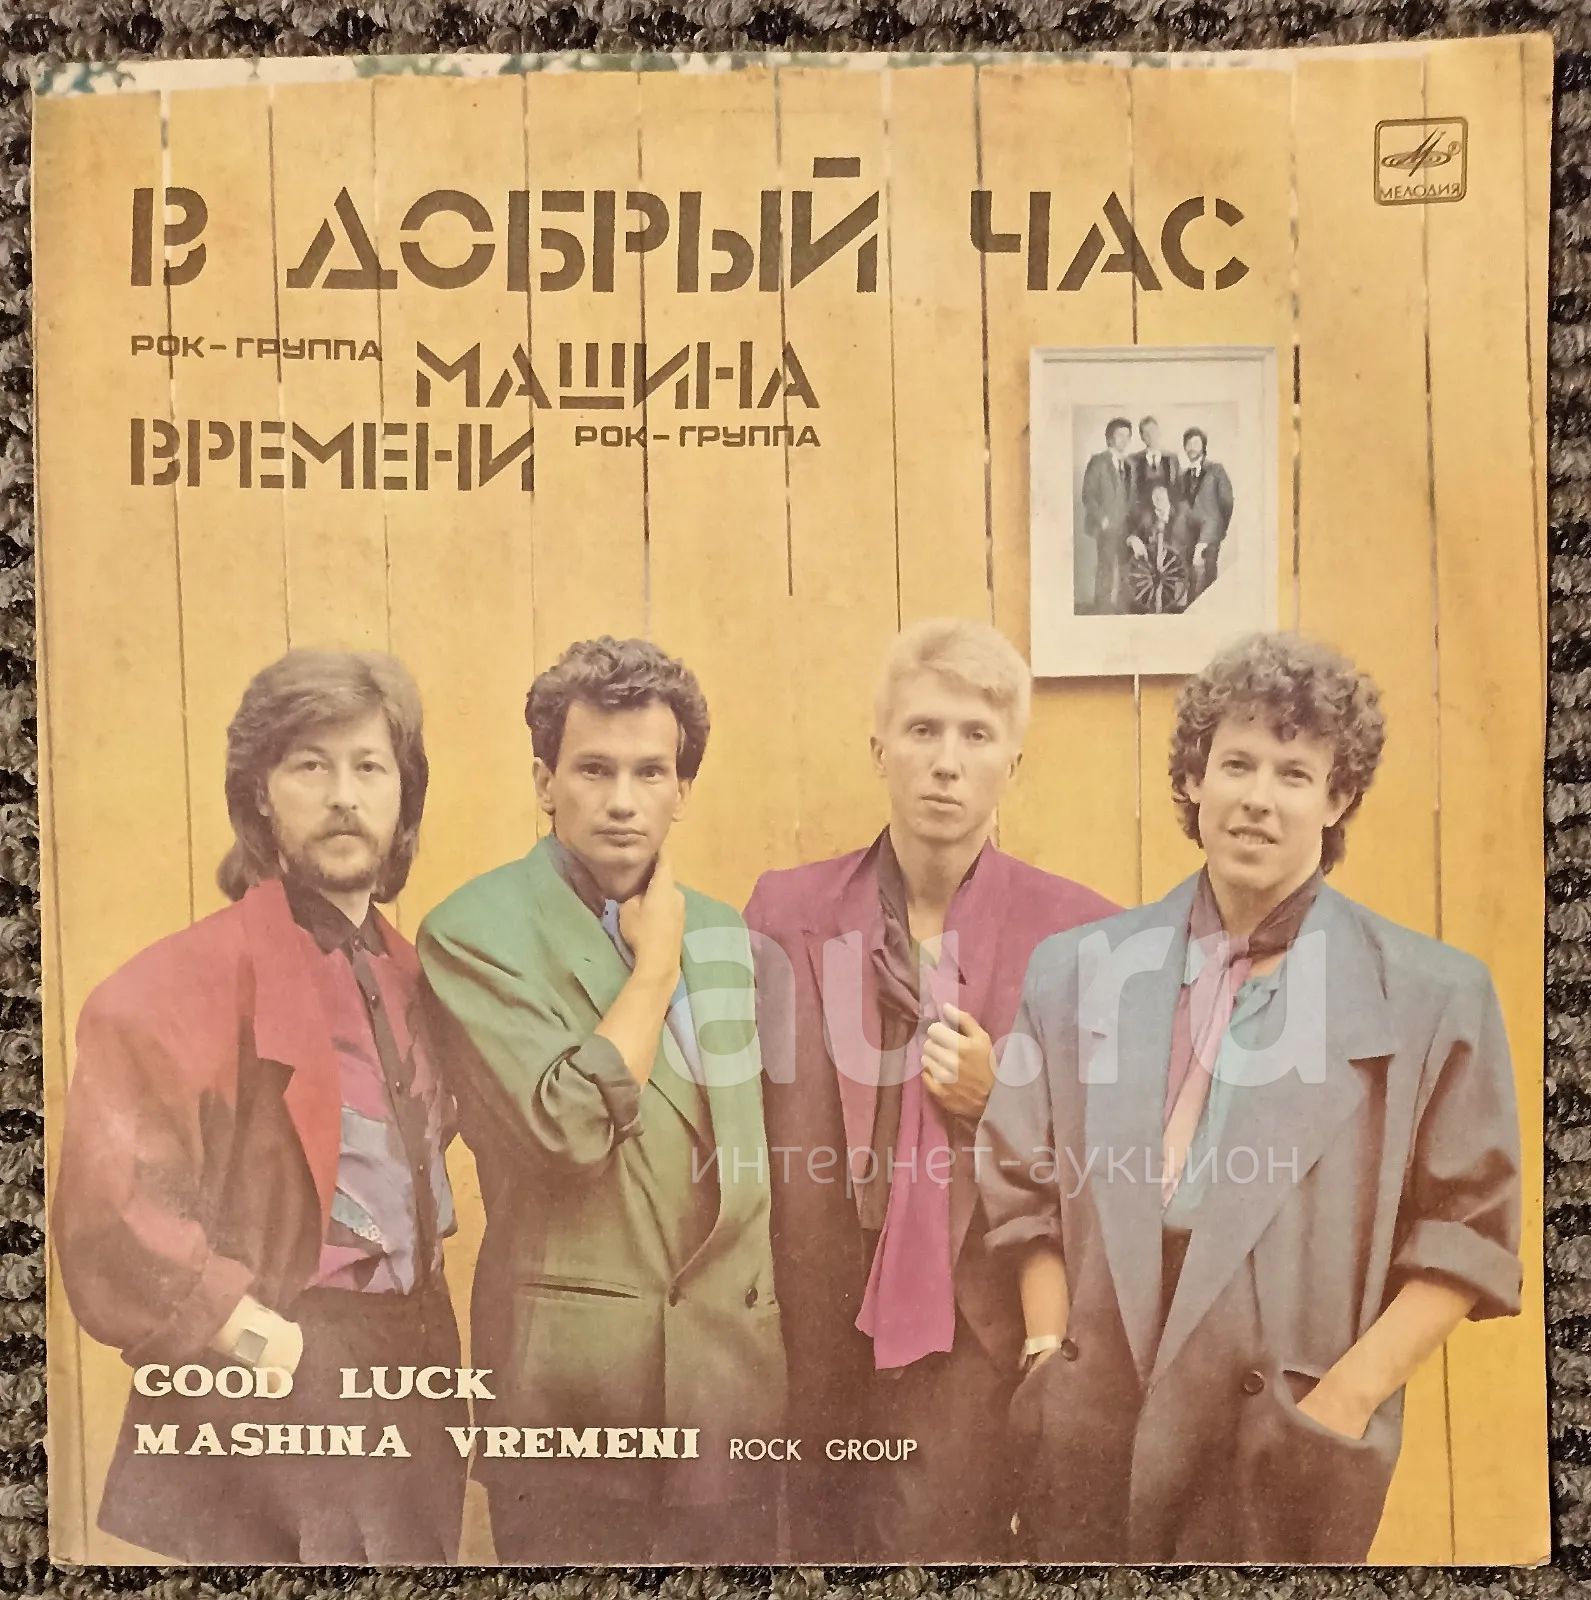 МЕЛОДИЯ
В ДОБРЫЙ ЧАС
РОК-ГРУППА МАШИНА
ВРЕМЕНИ РОК-ГРУППА
au.ru
интернет-аукцион
GOOD LUCK
MASHINA VREMENI ROCK GROUP